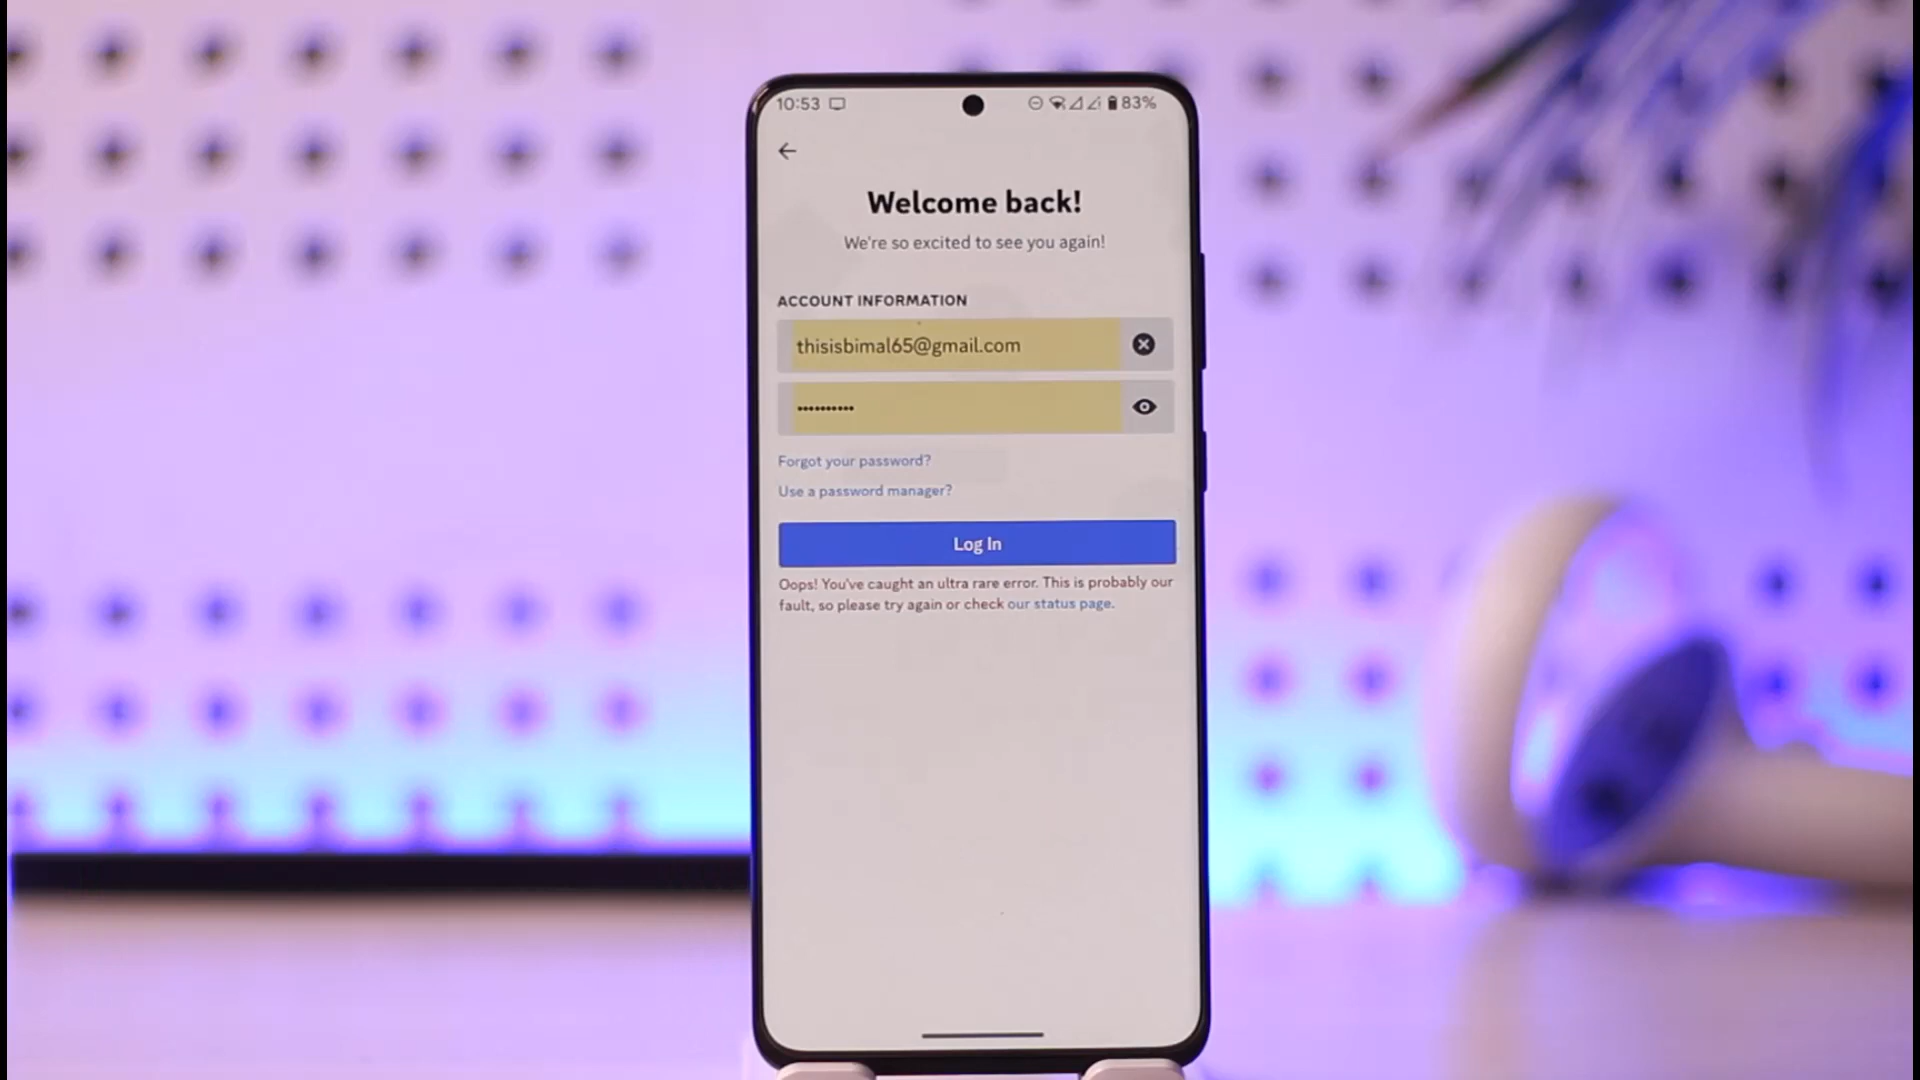 10:53 83%
Welcome back!
We're so excited to see you again!
ACCOUNT INFORMATION
thisisbimal65@gmail.com
••••••••••
Forgot your password?
Use a password manager?
Log In
Oops! You've caught an ultra rare error. This is probably our
fault, so please try again or check our status page.